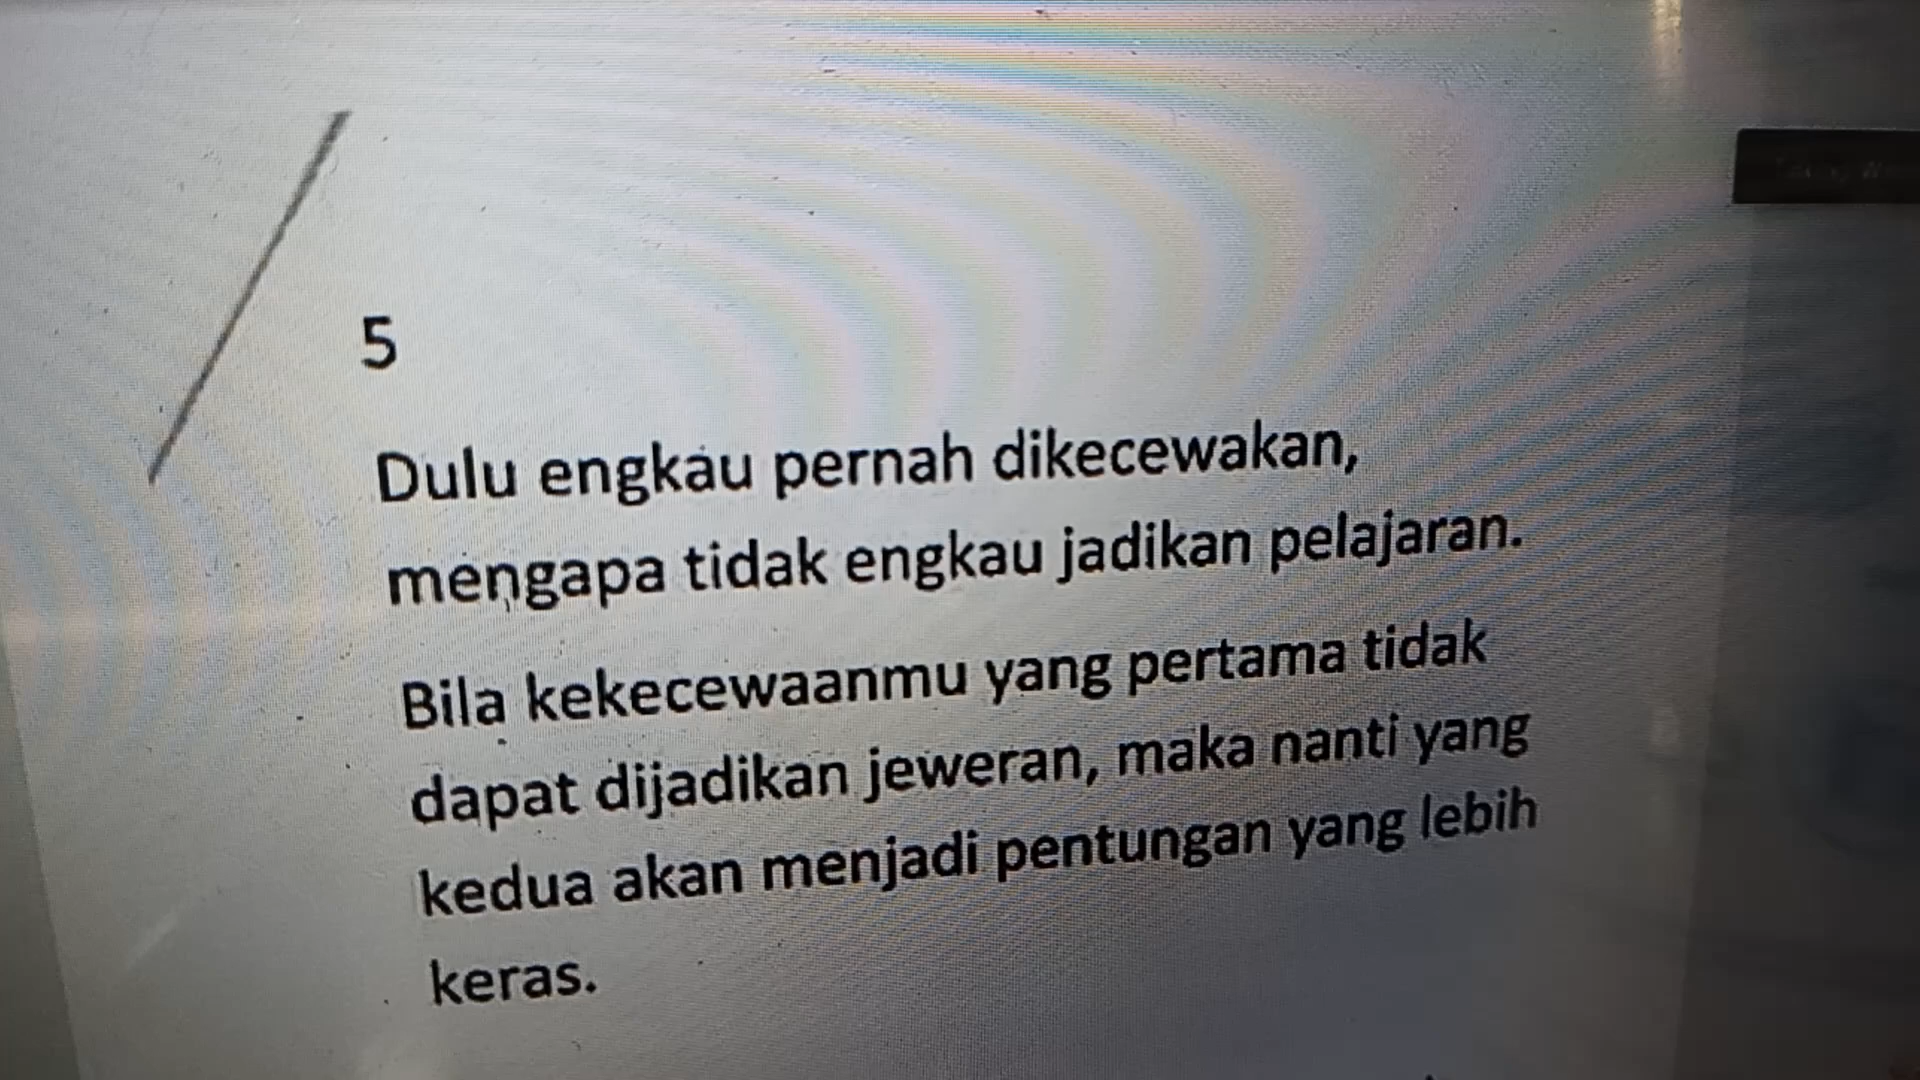 5
Dulu engkau pernah dikecewakan,
mengapa tidak engkau jadikan pelajaran.
Bila kekecewaanmu yang pertama tidak
dapat dijadikan jeweran, maka nanti yang
kedua akan menjadi pentungan yang lebih
keras.